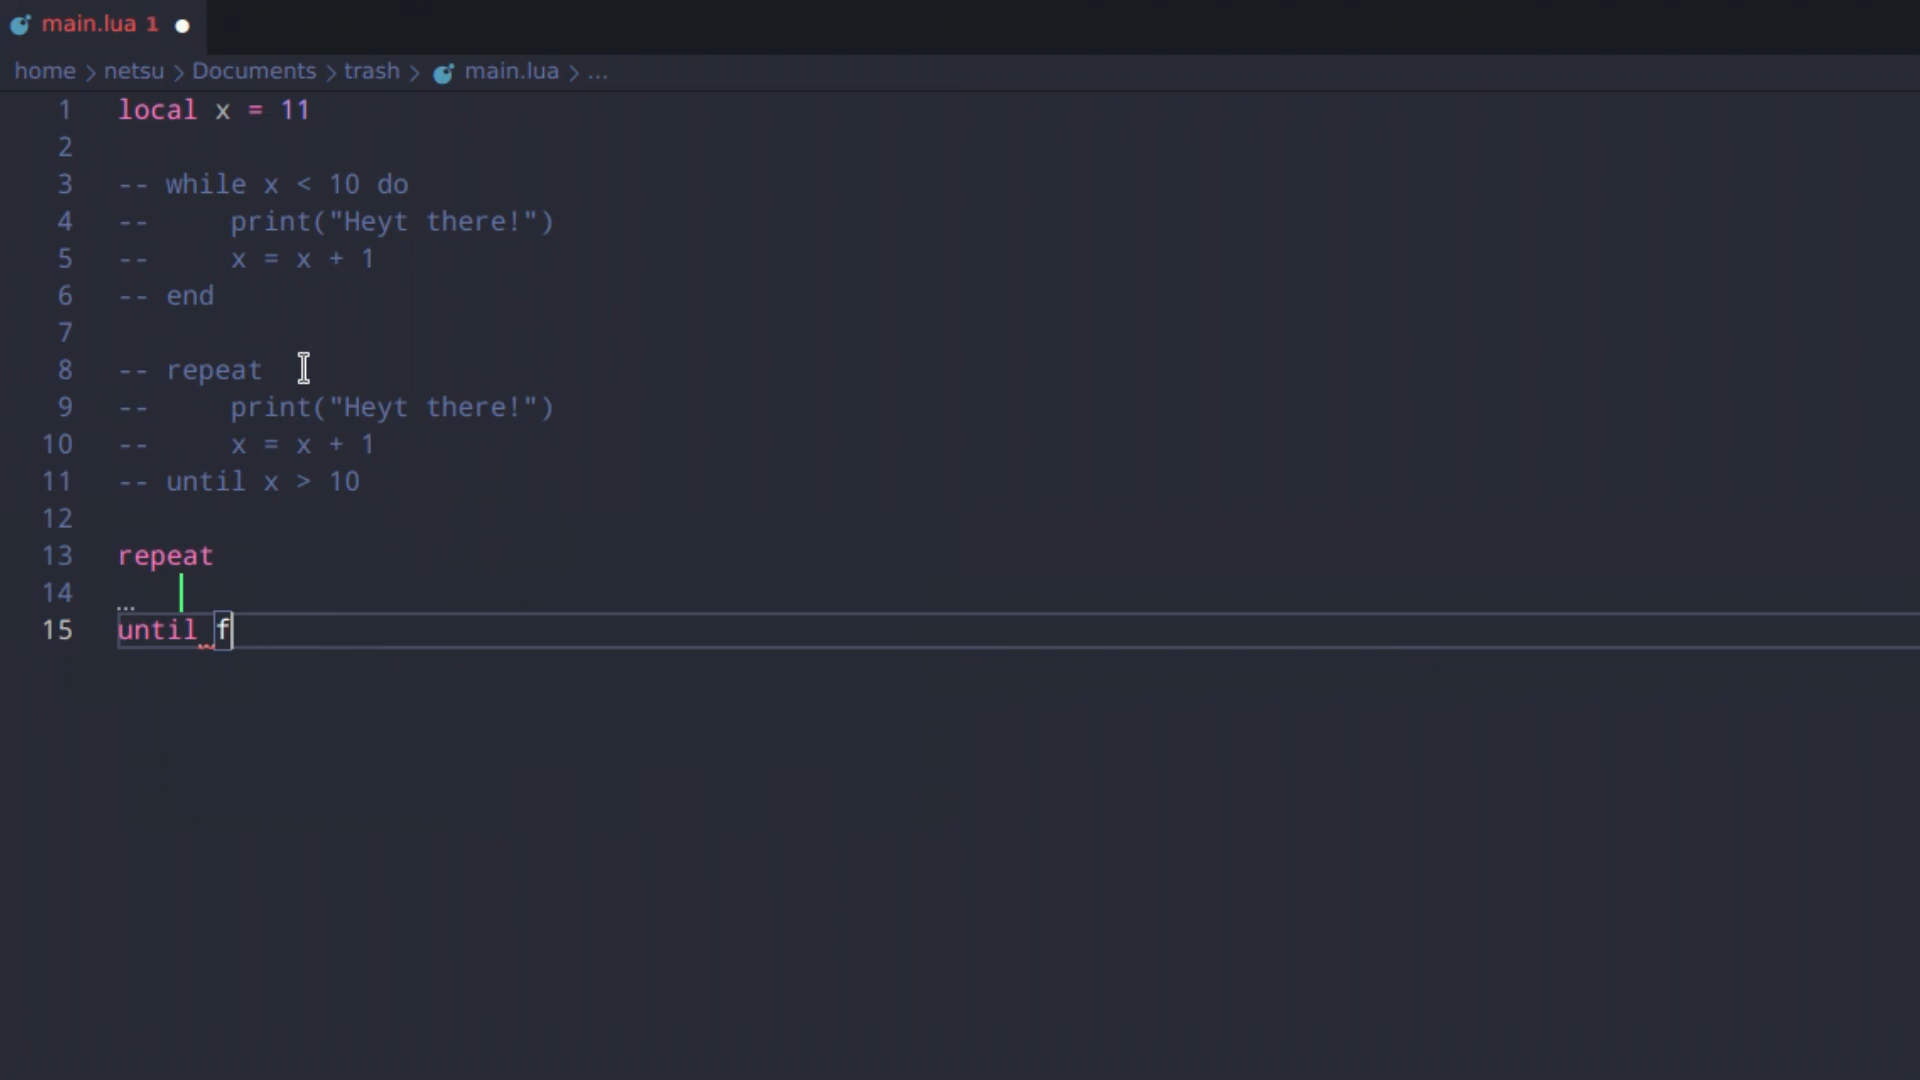 main.lua 1
home > netsu > Documents > trash > main.lua > ...
1 local x = 11
2
3 -- while x < 10 do
4 --     print("Heyt there!")
5 --     x = x + 1
6 -- end
7
8 -- repeat
9 --     print("Heyt there!")
10 --     x = x + 1
11 -- until x > 10
12
13 repeat
14
15 until f